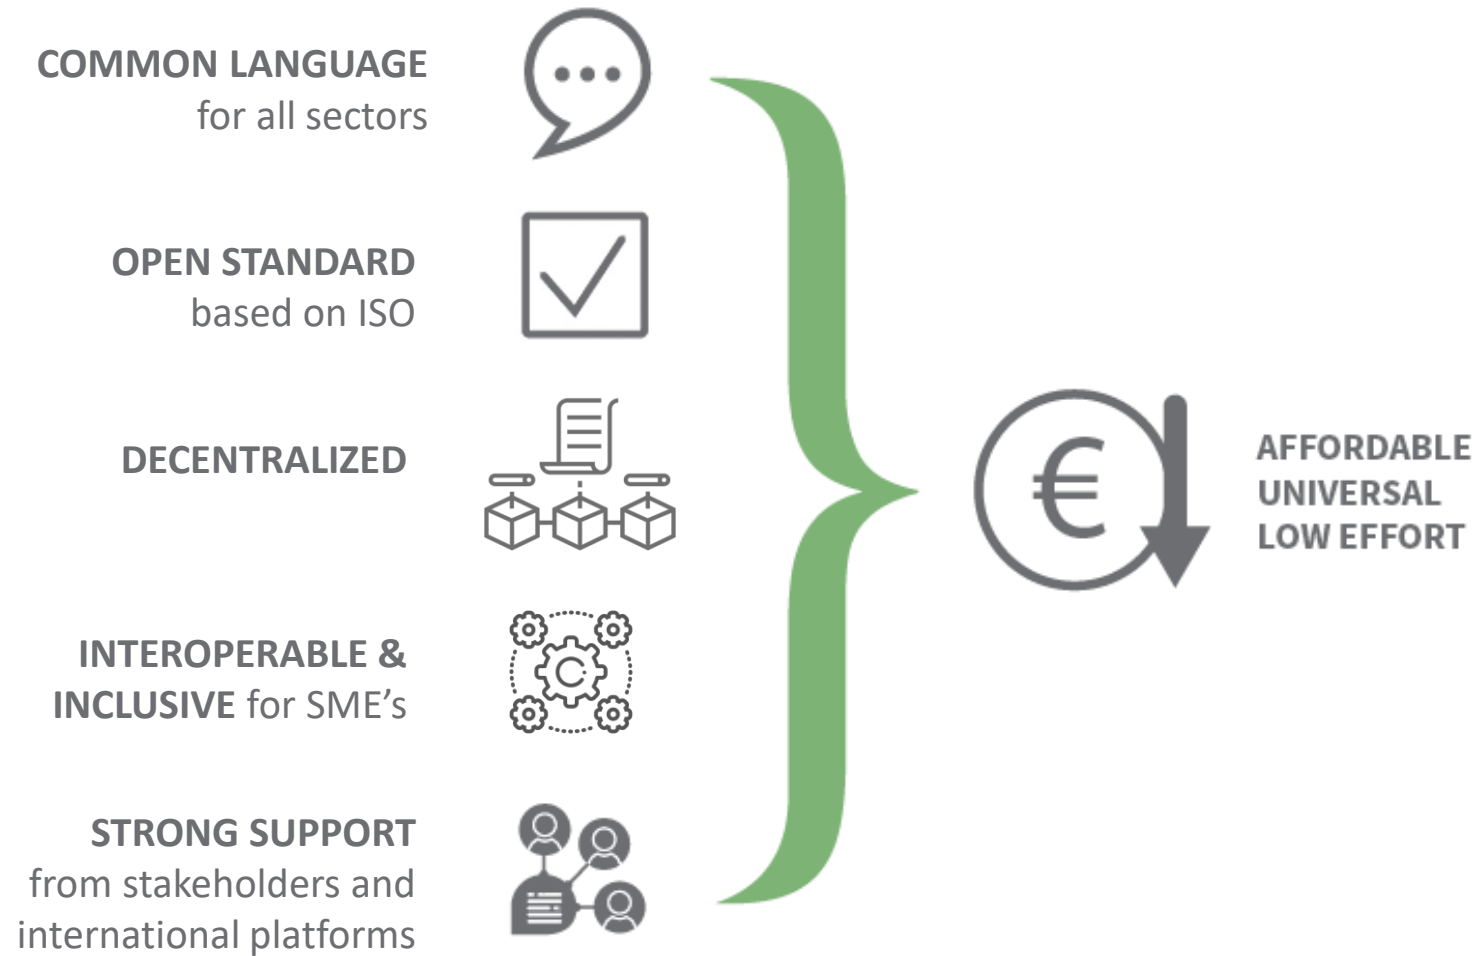 COMMON LANGUAGE
for all sectors
OPEN STANDARD
based on ISO
DECENTRALIZED
INTEROPERABLE &
INCLUSIVE for SME’s
STRONG SUPPORT
from stakeholders and
international platforms
€
AFFORDABLE
UNIVERSAL
LOW EFFORT